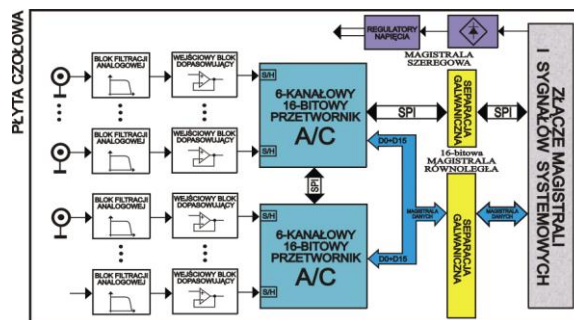 PŁYTA CZOŁOWA
BLOK FILTRACJI
ANALOGOWEJ
WEJŚCIOWY BLOK
DOPASOWUJĄCY
S/H
6-KANAŁOWY
16-BITOWY
PRZETWORNIK
A/C
REGULATORY
NAPIĘCIA
MAGISTRALA
SZEREGOWA
SPI
SEPARACJA
GALWANICZNA
SPI
ZŁĄCZE MAGISTRALI
I SYGNAŁÓW SYSTEMOWYCH
BLOK FILTRACJI
ANALOGOWEJ
WEJŚCIOWY BLOK
DOPASOWUJĄCY
S/H
D0÷D15
16-bitowa
MAGISTRALA
RÓWNOLEGŁA
SPI
BLOK FILTRACJI
ANALOGOWEJ
WEJŚCIOWY BLOK
DOPASOWUJĄCY
S/H
6-KANAŁOWY
16-BITOWY
PRZETWORNIK
A/C
MAGISTRALA
DANYCH
SEPARACJA
GALWANICZNA
MAGISTRALA
DANYCH
BLOK FILTRACJI
ANALOGOWEJ
WEJŚCIOWY BLOK
DOPASOWUJĄCY
S/H
D0÷D15